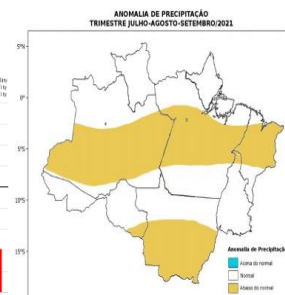 ANOMALIA DE PRECIPITAÇÃO
TRIMESTRE JULHO-AGOSTO-SETEMBRO/2021
5°N
0°
5°S
10°S
15°S
Anomalia de Precipitação
Acima do normal
Normal
Abaixo do normal